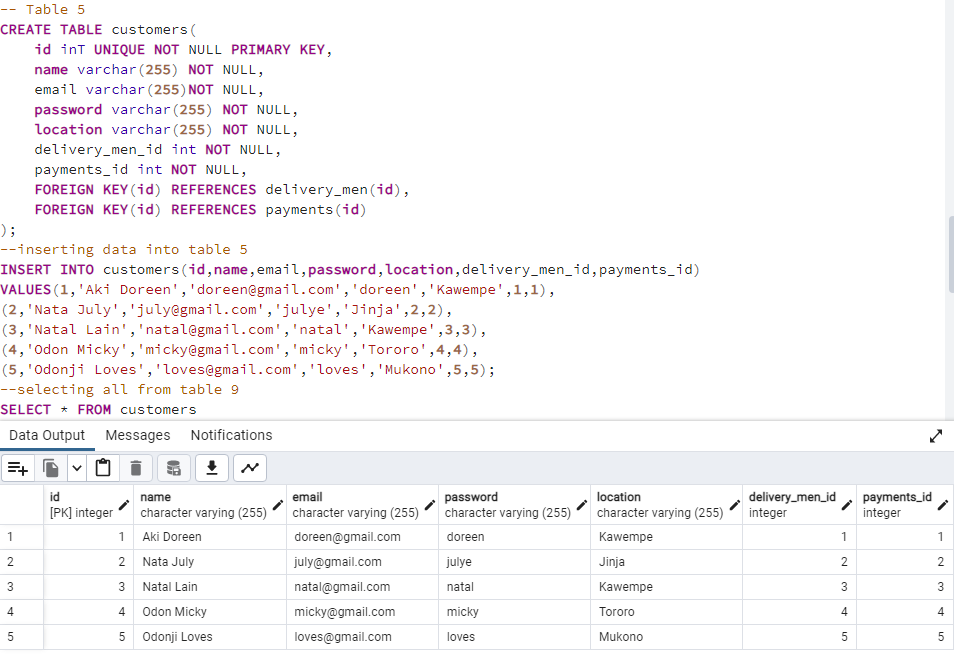 -- Table 5
CREATE TABLE customers(
id inT UNIQUE NOT NULL PRIMARY KEY,
name varchar(255) NOT NULL,
email varchar(255)NOT NULL,
password varchar(255) NOT NULL,
location varchar(255) NOT NULL,
delivery_men_id int NOT NULL,
payments_id int NOT NULL,
FOREIGN KEY(id) REFERENCES delivery_men(id),
FOREIGN KEY(id) REFERENCES payments(id)
);
--inserting data into table 5
INSERT INTO customers(id,name,email,password,location,delivery_men_id,payments_id)
VALUES(1,'Aki Doreen','doreen@gmail.com','doreen','Kawempe',1,1),
(2,'Nata July','july@gmail.com','julye','Jinja',2,2),
(3,'Natal Lain','natal@gmail.com','natal','Kawempe',3,3),
(4,'Odon Micky','micky@gmail.com','micky','Tororo',4,4),
(5,'Odonji Loves','loves@gmail.com','loves','Mukono',5,5);
--selecting all from table 9
SELECT * FROM customers
Data Output Messages Notifications
id name email password location delivery_men_id payments_id
[PK] integer character varying (255) character varying (255) character varying (255) character varying (255) integer integer
1 1 Aki Doreen doreen@gmail.com doreen Kawempe 1 1
2 2 Nata July july@gmail.com julye Jinja 2 2
3 3 Natal Lain natal@gmail.com natal Kawempe 3 3
4 4 Odon Micky micky@gmail.com micky Tororo 4 4
5 5 Odonji Loves loves@gmail.com loves Mukono 5 5